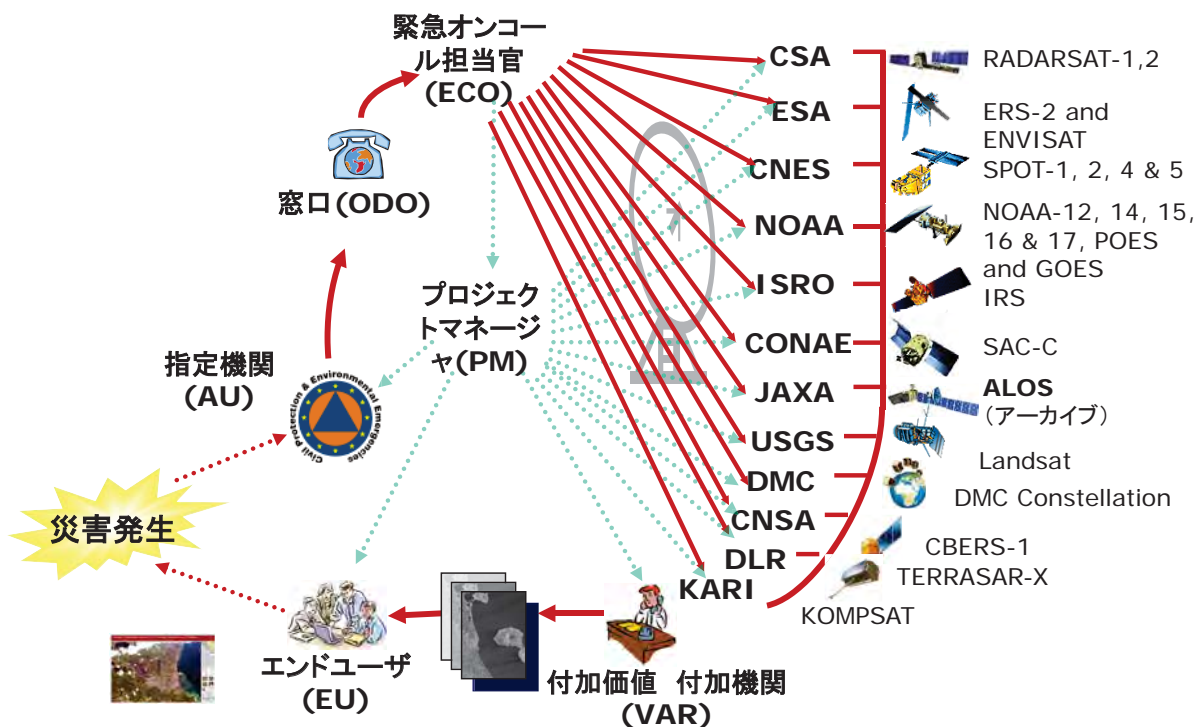 緊急オンコー
ル担当官
(ECO)
窓口(ODO)
指定機関
(AU)
Civil Protection & Environmental Emergencies
災害発生
プロジェク
トマネージ
ャ(PM)
エンドユーザ
(EU)
付加価値 付加機関
(VAR)
CSA
ESA
CNES
NOAA
ISRO
CONAE
JAXA
USGS
DMC
CNSA
DLR
KARI
RADARSAT-1,2
ERS-2 and
ENVISAT
SPOT-1, 2, 4 & 5
NOAA-12, 14, 15,
16 & 17, POES
and GOES
IRS
SAC-C
ALOS
（アーカイブ）
Landsat
DMC Constellation
CBERS-1
TERRASAR-X
KOMPSAT